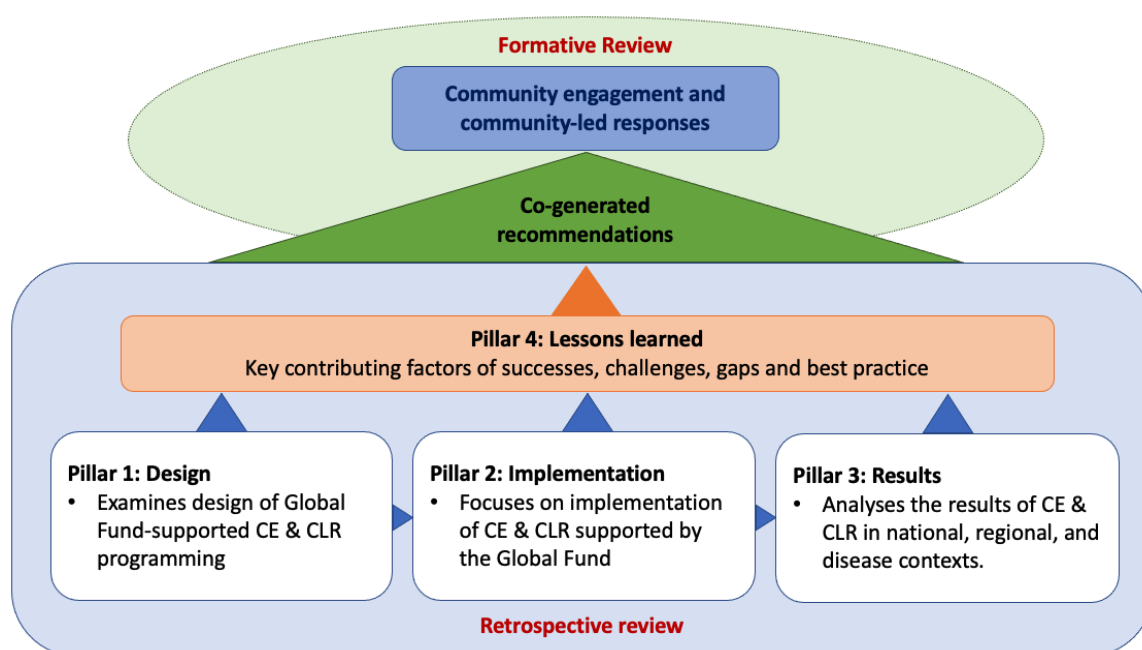 Formative Review
Community engagement and
community-led responses
Co-generated
recommendations
Pillar 4: Lessons learned
Key contributing factors of successes, challenges, gaps and best practice
Pillar 1: Design
• Examines design of Global
Fund-supported CE & CLR
programming
Pillar 2: Implementation
• Focuses on implementation
of CE & CLR supported by
the Global Fund
Pillar 3: Results
• Analyses the results of CE &
CLR in national, regional, and
disease contexts.
Retrospective review